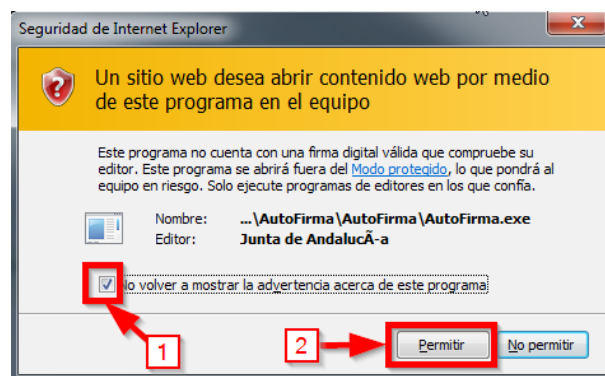 Seguridad de Internet Explorer
Un sitio web desea abrir contenido web por medio
de este programa en el equipo
Este programa no cuenta con una firma digital válida que compruebe su
editor. Este programa se abrirá fuera del Modo protegido, lo que pondrá al
equipo en riesgo. Solo ejecute programas de editores en los que confía.
Nombre: ...\AutoFirma\AutoFirma\AutoFirma.exe
Editor: Junta de AndalucÃ-a
No volver a mostrar la advertencia acerca de este programa
1
2
Permitir
No permitir